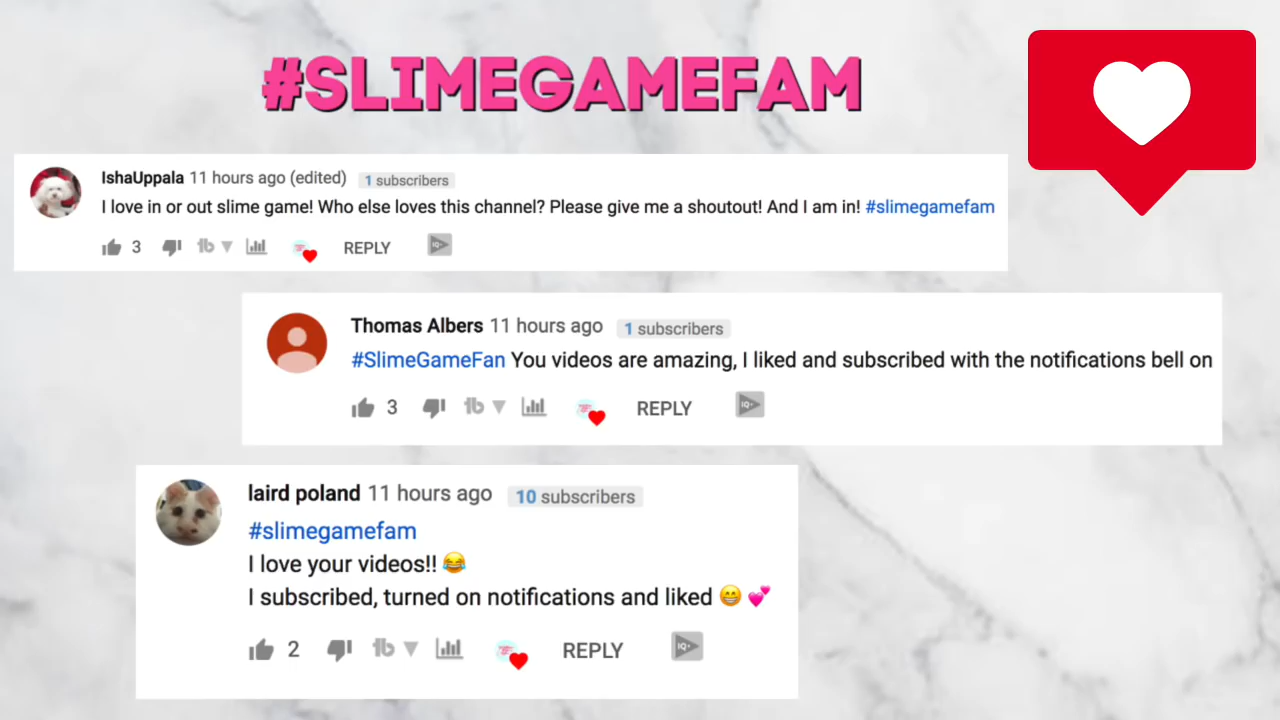 #SLIMEGAMEFAM
IshaUppala 11 hours ago (edited) 1 subscribers
I love in or out slime game! Who else loves this channel? Please give me a shoutout! And I am in! #slimegamefam
3 REPLY IQ+
Thomas Albers 11 hours ago 1 subscribers
#SlimeGameFan You videos are amazing, I liked and subscribed with the notifications bell on
3 REPLY IQ+
laird poland 11 hours ago 10 subscribers
#slimegamefam
I love your videos!! 😂
I subscribed, turned on notifications and liked 😁 💕
2 REPLY IQ+